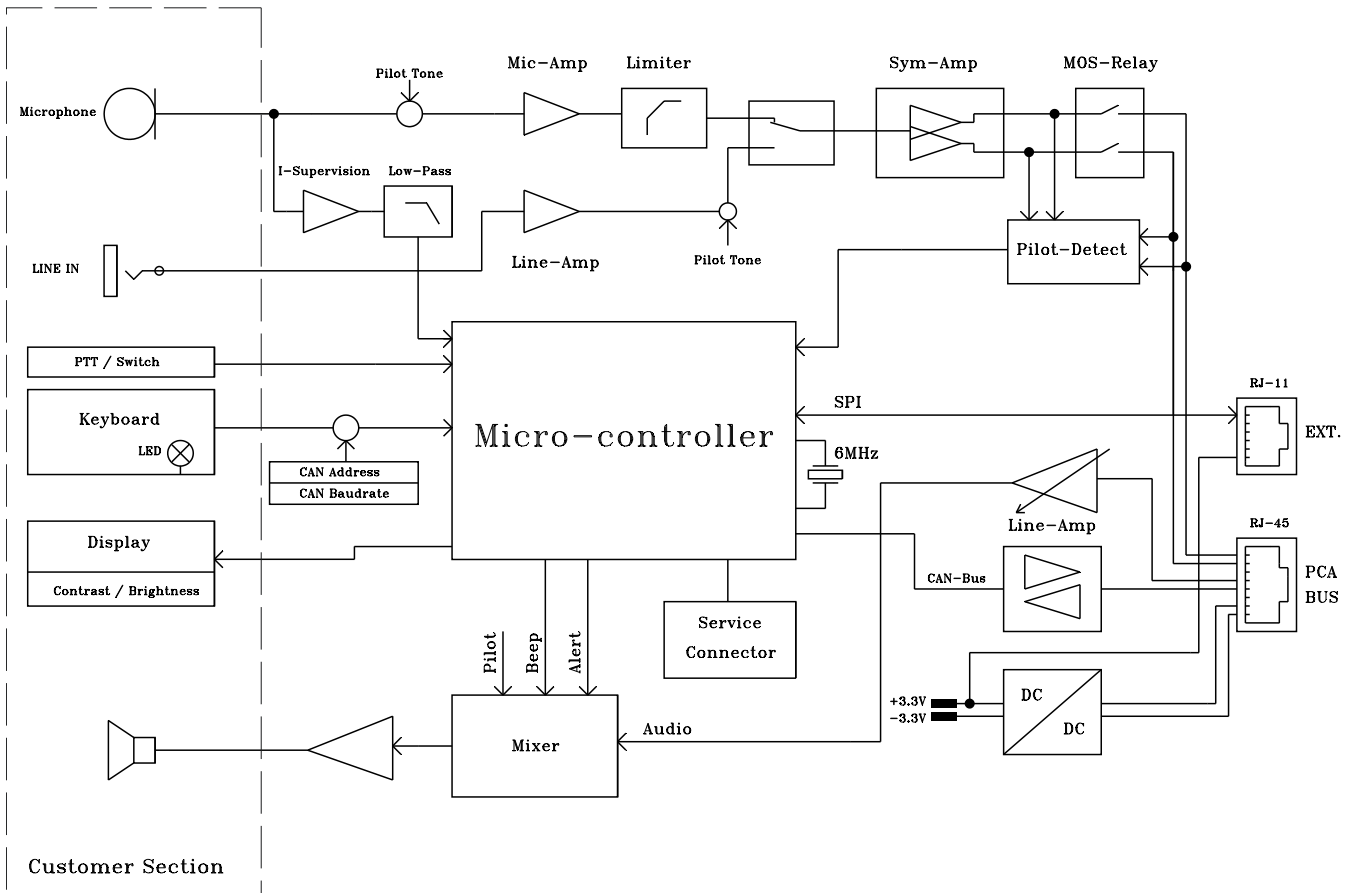 Mic-Amp
Limiter
Sym-Amp
MOS-Relay
Pilot Tone
Microphone
I-Supervision
Low-Pass
LINE IN
Line-Amp
Pilot Tone
Pilot-Detect
PTT / Switch
Keyboard
LED
CAN Address
CAN Baudrate
Micro-controller
SPI
6MHz
RJ-11
EXT.
Line-Amp
RJ-45
PCA
BUS
Display
Contrast / Brightness
CAN-Bus
Service
Connector
Pilot
Beep
Alert
+3.3V
-3.3V
DC
DC
Audio
Mixer
Customer Section